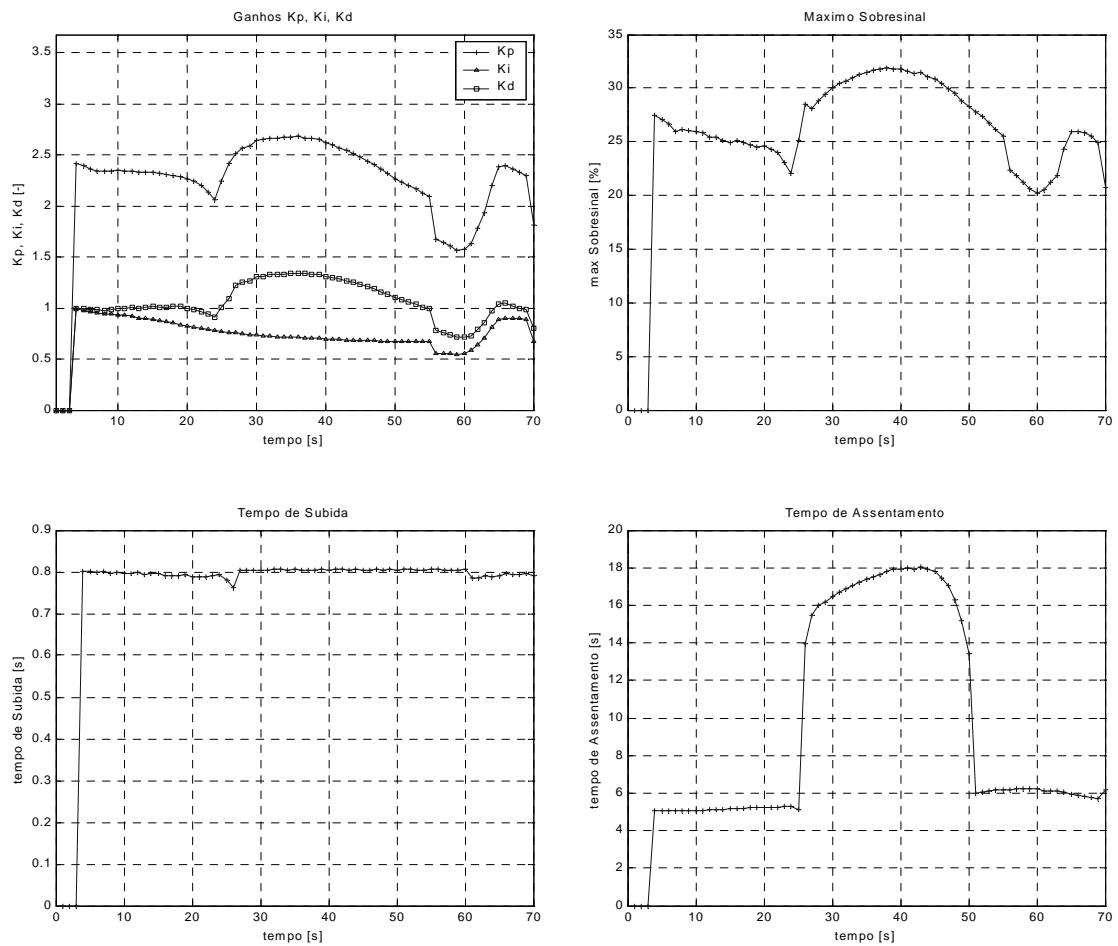 Ganhos Kp, Ki, Kd
3.5
3
2.5
2
1.5
1
0.5
0
10 20 30 40 50 60 70
Kp, Ki, Kd [-]
tempo [s]
Kp
Ki
Kd
Maximo Sobresinal
35
30
25
20
15
10
5
0
0 10 20 30 40 50 60 70
max Sobresinal [%]
tempo [s]
Tempo de Subida
0.9
0.8
0.7
0.6
0.5
0.4
0.3
0.2
0.1
0
0 10 20 30 40 50 60 70
tempo de Subida [s]
tempo [s]
Tempo de Assentamento
20
18
16
14
12
10
8
6
4
2
0
0 10 20 30 40 50 60 70
tempo de Assentamento [s]
tempo [s]